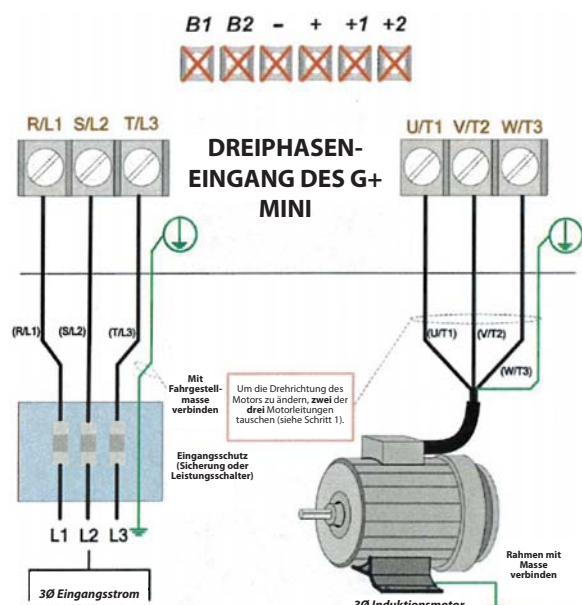 B1 B2 - + +1 +2
R/L1 S/L2 T/L3
U/T1 V/T2 W/T3
DREIPHASEN-
EINGANG DES G+
MINI
(R/L1) (S/L2) (T/L3)
(U/T1) (V/T2)
(W/T3)
Mit
Fahrgestell-
masse
verbinden
Um die Drehrichtung des
Motors zu ändern, zwei der
drei Motorleitungen
tauschen (siehe Schritt 1).
Eingangsschutz
(Sicherung oder
Leistungsschalter)
L1 L2 L3
3Ø Eingangsstrom
Rahmen mit
Masse
verbinden
3Ø Induktionsmotor